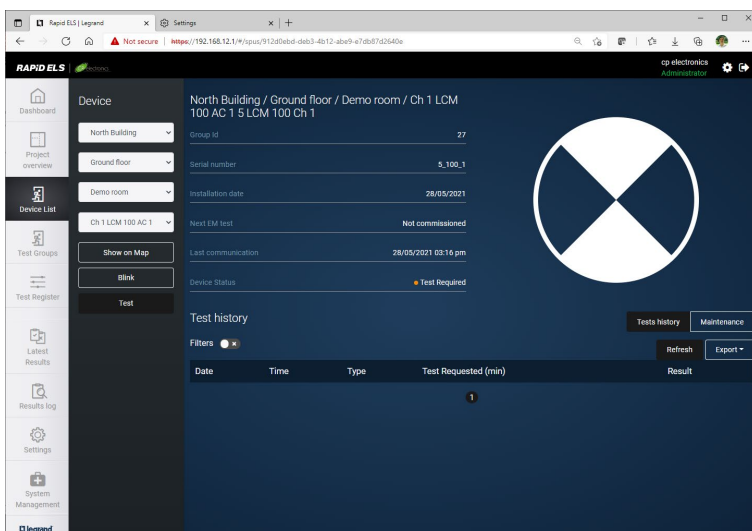 Rapid ELS | Legrand
Settings
Not secure
https://192.168.12.1/#/spus/912d0ebd-deb3-4b12-abe9-e7db87d2640e
RAPiD ELS
cp electronics
Administrator
Dashboard
Project
overview
Device List
Test Groups
Test Register
Latest
Results
Results log
Settings
System
Management
legrand
Device
North Building
Ground floor
Demo room
Ch 1 LCM 100 AC 1
Show on Map
Blink
Test
North Building / Ground floor / Demo room / Ch 1 LCM
100 AC 1 5 LCM 100 Ch 1
Group Id 27
Serial number 5_100_1
Installation date 28/05/2021
Next EM test Not commissioned
Last communication 28/05/2021 03:16 pm
Device Status Test Required
Test history
Tests history Maintenance
Filters
Refresh Export
Date Time Type Test Requested (min) Result
1